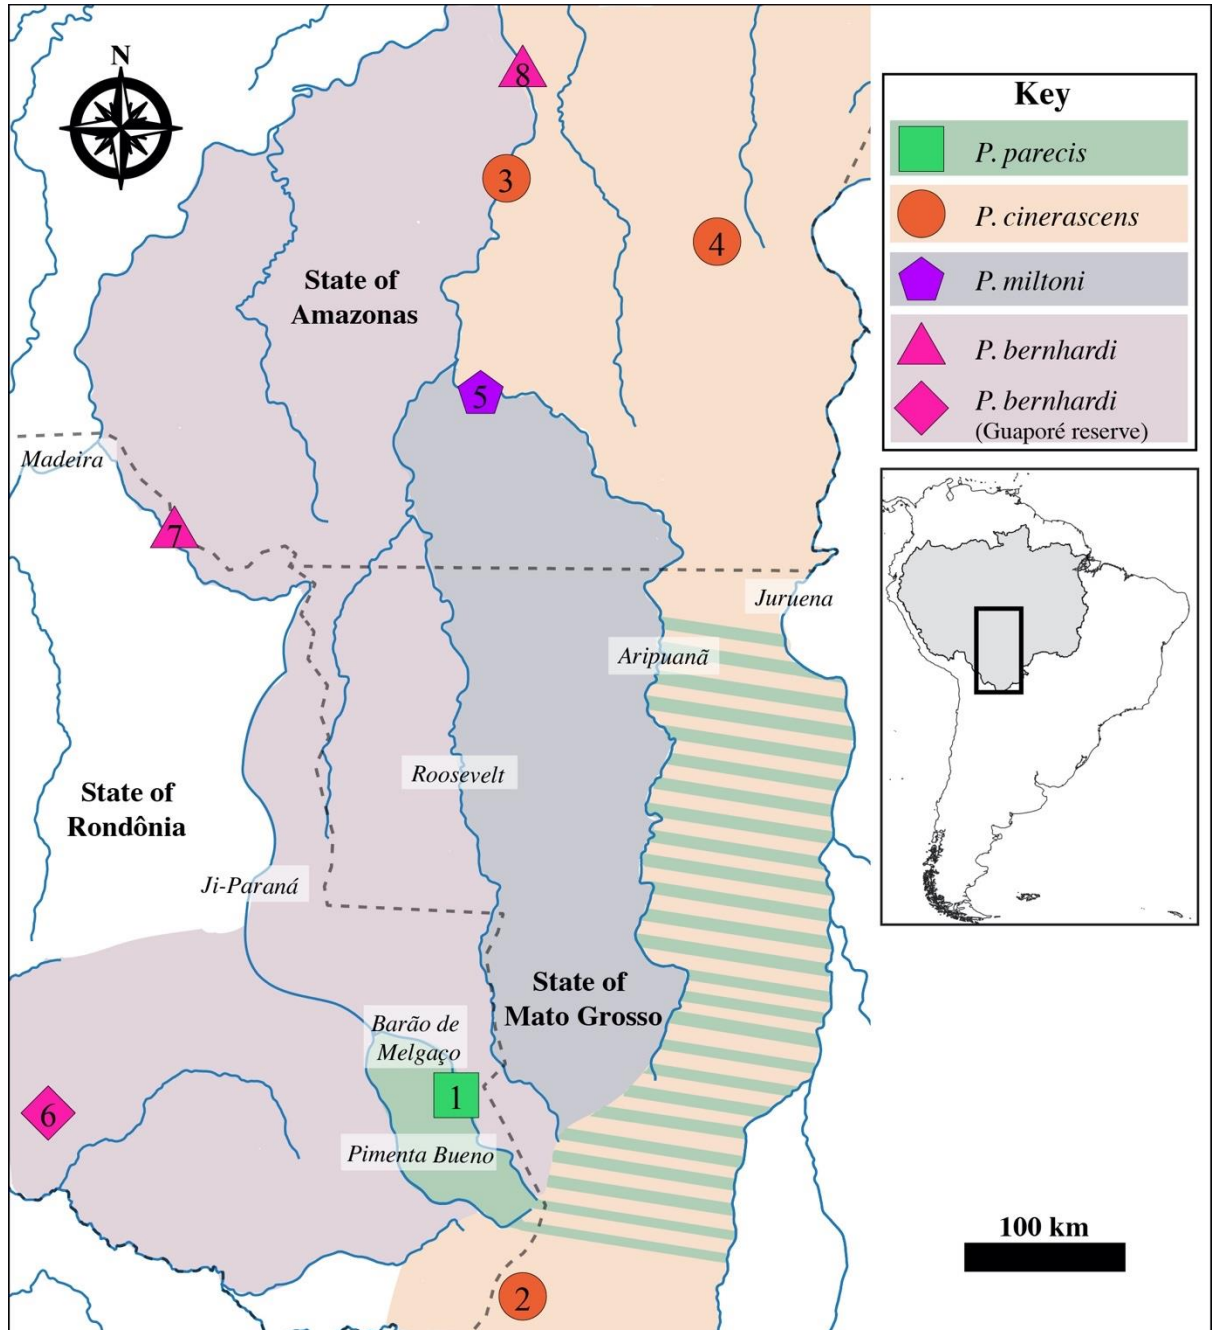 N
8
3
4
State of
Amazonas
5
Madeira
7
Juruena
Aripuanã
Roosevelt
State of
Rondônia
Ji-Paraná
State of
Mato Grosso
Barão de
Melgaço
1
6
Pimenta Bueno
2
Key
P. parecis
P. cinerascens
P. miltoni
P. bernhardi
P. bernhardi
(Guaporé reserve)
100 km